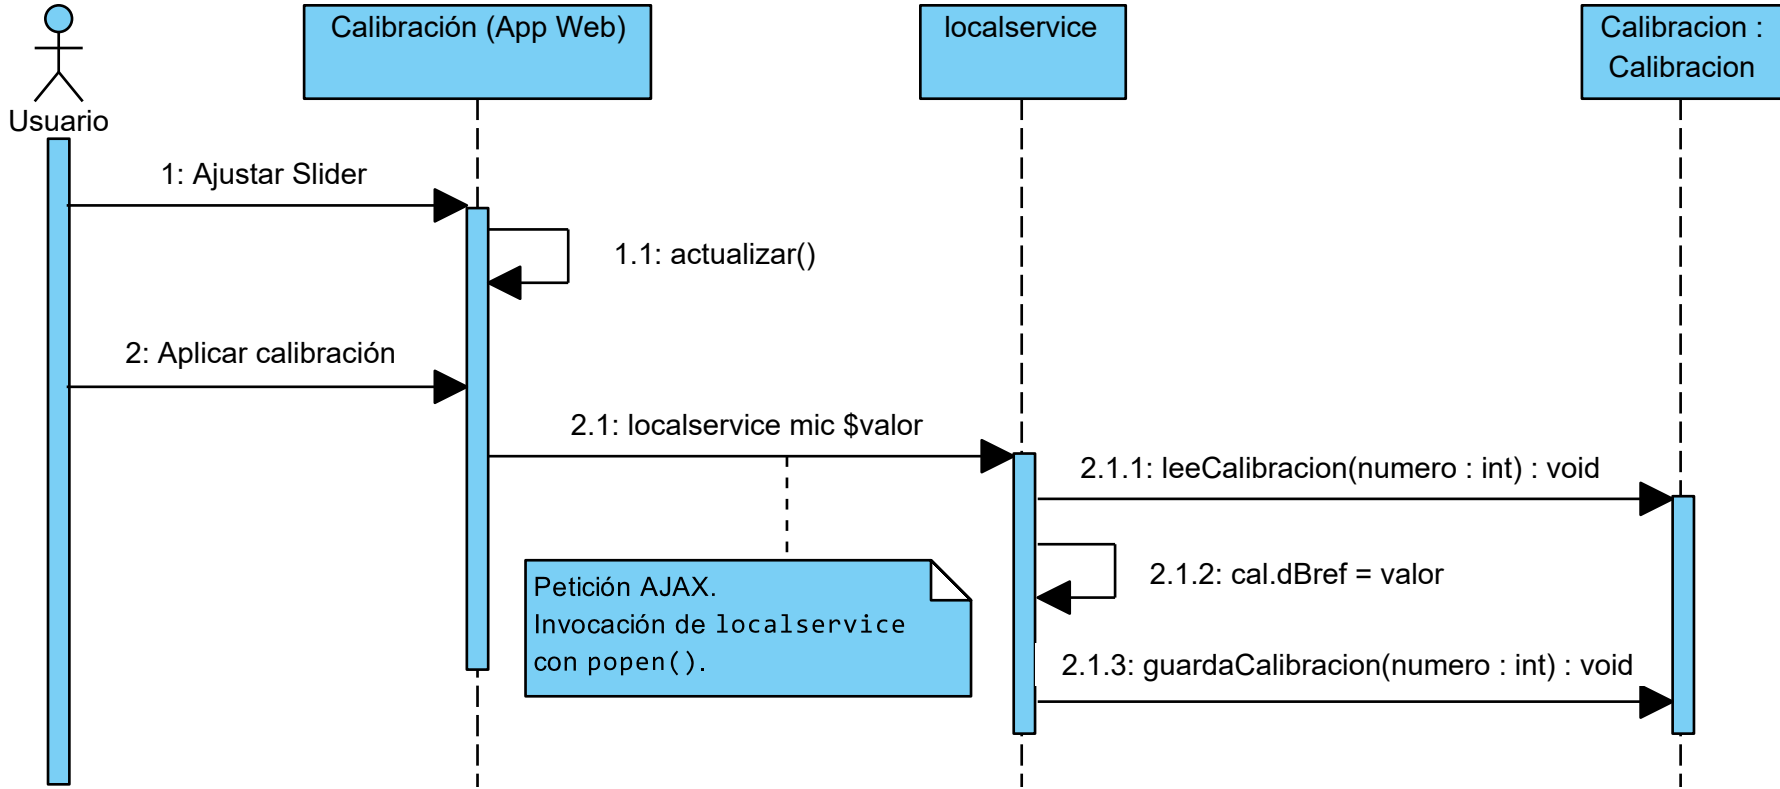 Calibración (App Web)
localservice
Calibracion :
Calibracion
Usuario
1: Ajustar Slider
1.1: actualizar()
2: Aplicar calibración
2.1: localservice mic $valor
2.1.1: leeCalibracion(numero : int) : void
Petición AJAX.
Invocación de localservice
con popen().
2.1.2: cal.dBref = valor
2.1.3: guardaCalibracion(numero : int) : void